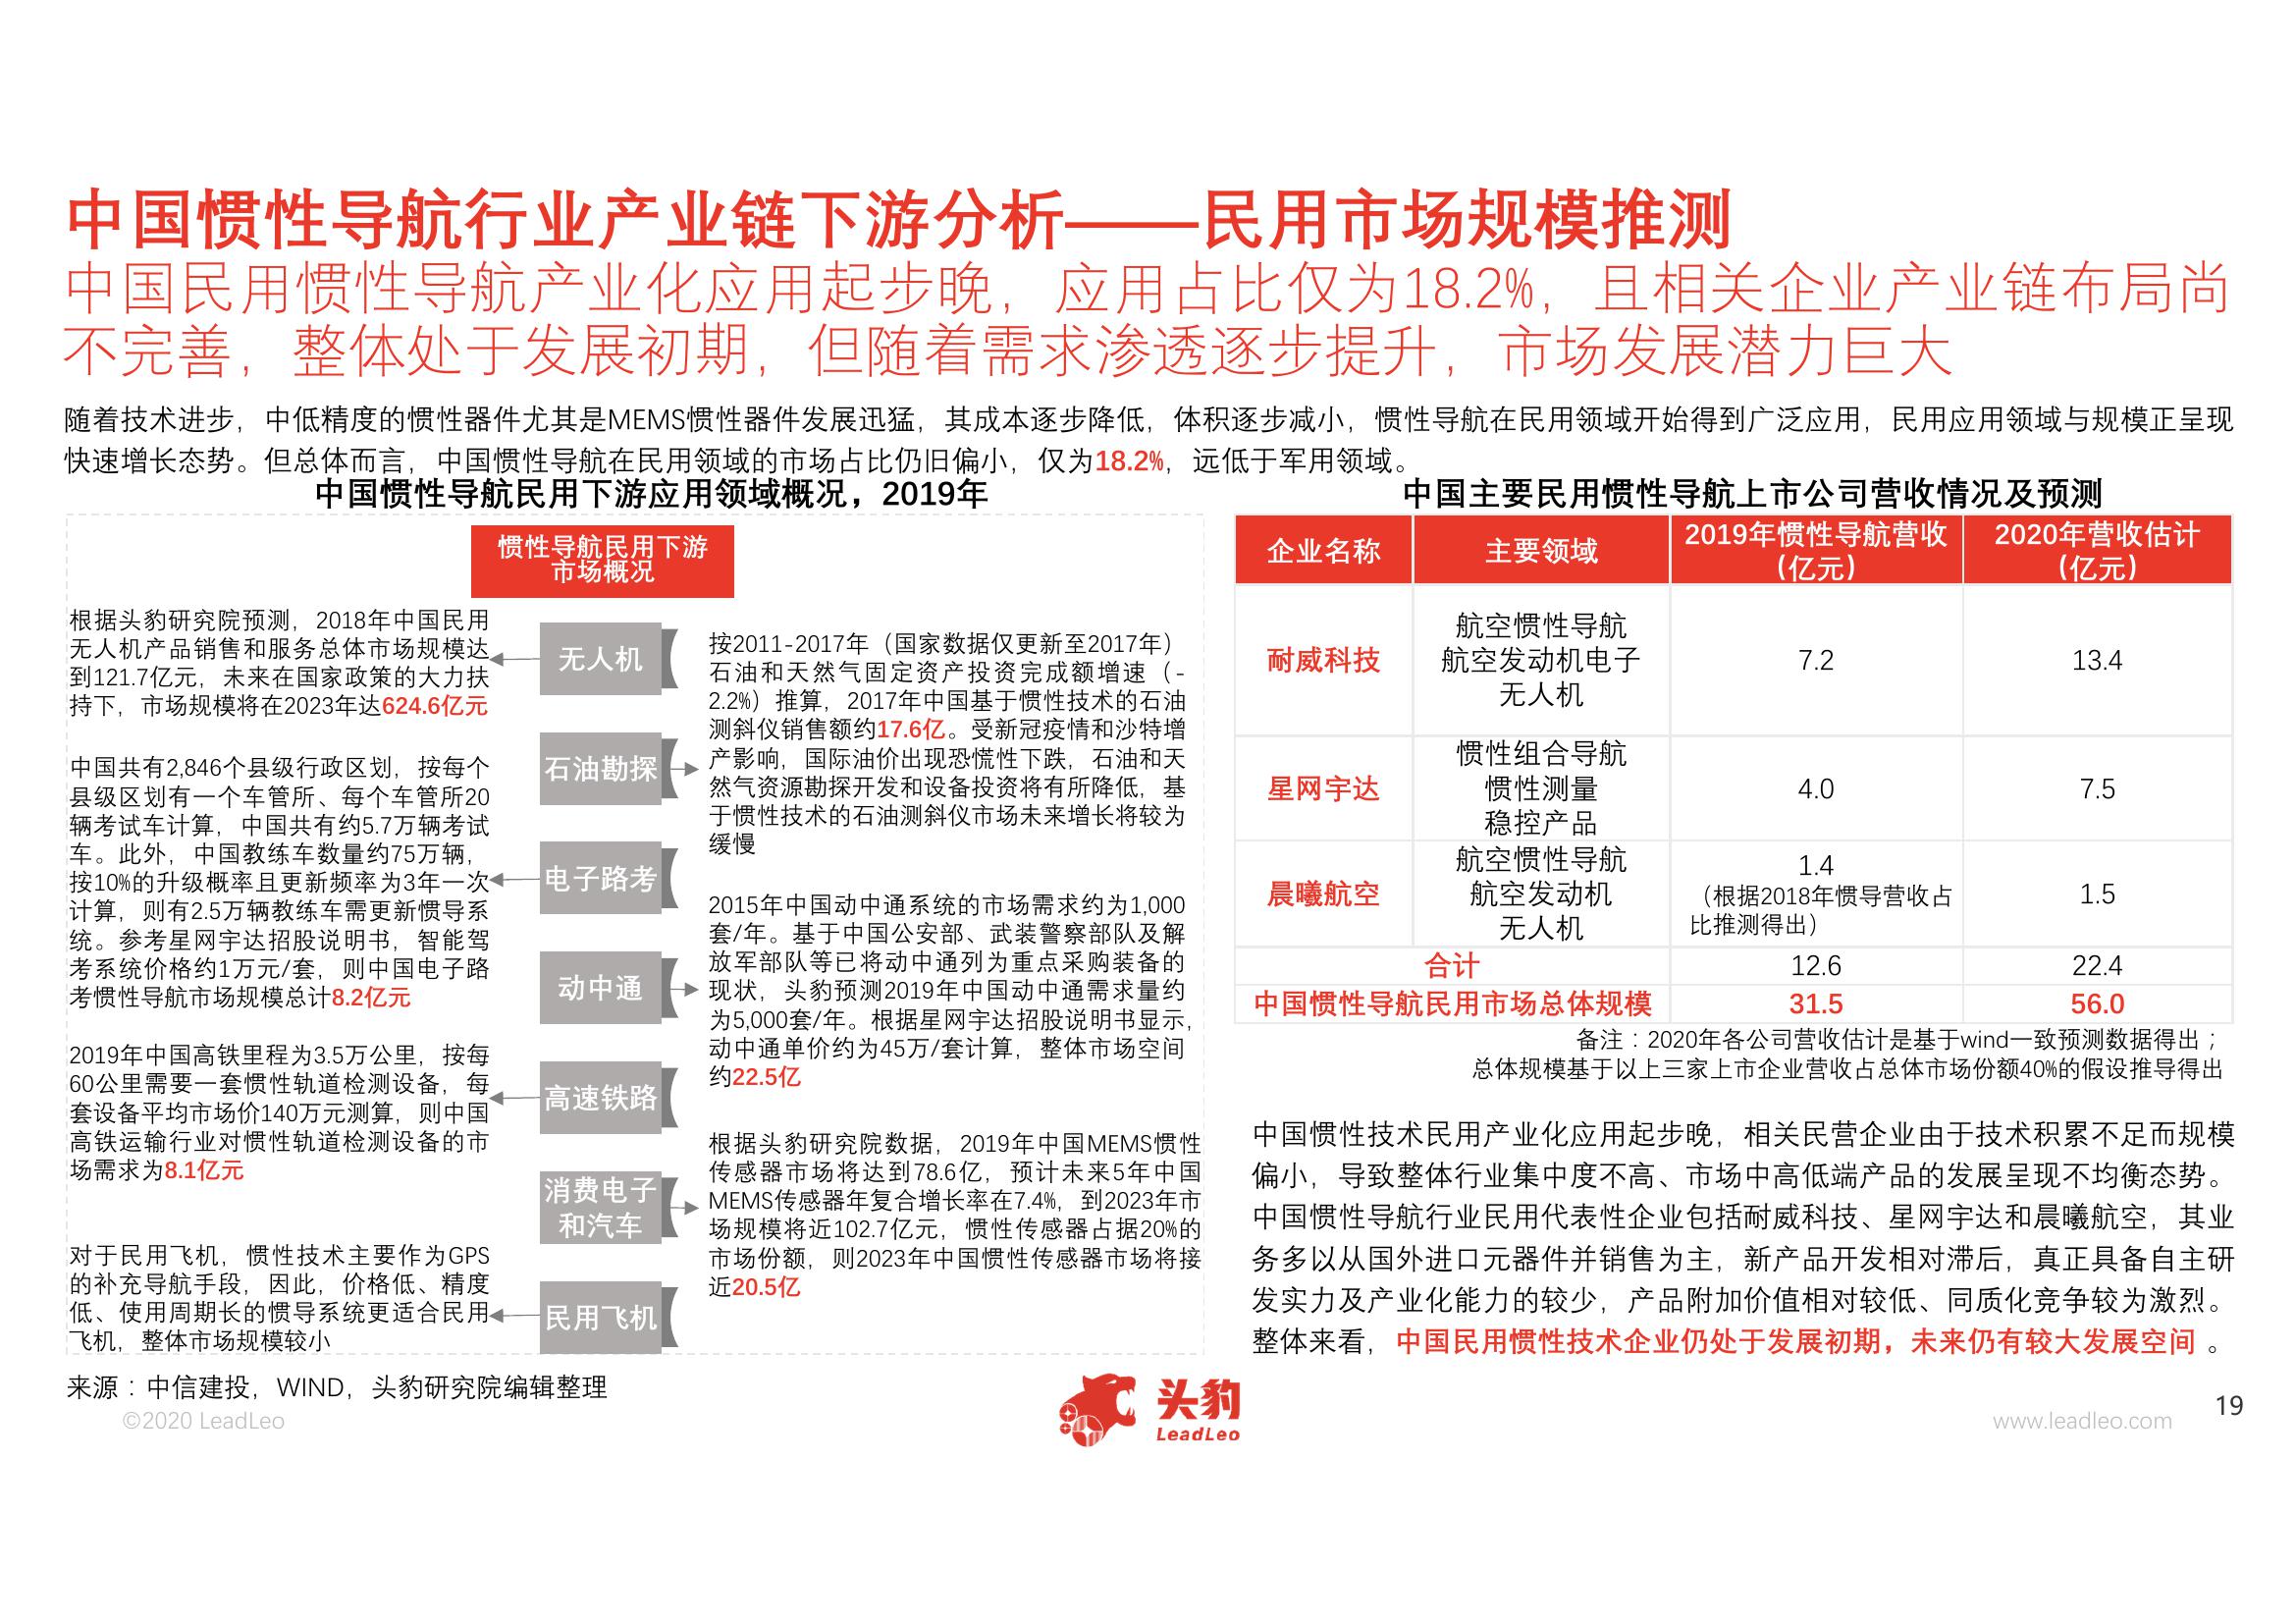 中国惯性导航行业产业链下游分析——民用市场规模推测
中国民用惯性导航产业化应用起步晚，应用占比仅为18.2%，且相关企业产业链布局尚
不完善，整体处于发展初期，但随着需求渗透逐步提升，市场发展潜力巨大
随着技术进步，中低精度的惯性器件尤其是MEMS惯性器件发展迅猛，其成本逐步降低，体积逐步减小，惯性导航在民用领域开始得到广泛应用，民用应用领域与规模正呈现
快速增长态势。但总体而言，中国惯性导航在民用领域的市场占比仍旧偏小，仅为18.2%，远低于军用领域。
中国惯性导航民用下游应用领域概况，2019年
惯性导航民用下游
市场概况
无人机
根据头豹研究院预测，2018年中国民用
无人机产品销售和服务总体市场规模达
到121.7亿元，未来在国家政策的大力扶
持下，市场规模将在2023年达624.6亿元
石油勘探
按2011-2017年（国家数据仅更新至2017年）
石油和天然气固定资产投资完成额增速（-
2.2%）推算，2017年中国基于惯性技术的石油
测斜仪销售额约17.6亿。受新冠疫情和沙特增
产影响，国际油价出现恐慌性下跌，石油和天
然气资源勘探开发和设备投资将有所降低，基
于惯性技术的石油测斜仪市场未来增长将较为
缓慢
电子路考
中国共有2,846个县级行政区划，按每个
县级区划有一个车管所、每个车管所20
辆考试车计算，中国共有约5.7万辆考试
车。此外，中国教练车数量约75万辆，
按10%的升级概率且更新频率为3年一次
计算，则有2.5万辆教练车需更新惯导系
统。参考星网宇达招股说明书，智能驾
考系统价格约1万元/套，则中国电子路
考惯性导航市场规模总计8.2亿元
动中通
2015年中国动中通系统的市场需求约为1,000
套/年。基于中国公安部、武装警察部队及解
放军部队等已将动中通列为重点采购装备的
现状，头豹预测2019年中国动中通需求量约
为5,000套/年。根据星网宇达招股说明书显示，
动中通单价约为45万/套计算，整体市场空间
约22.5亿
高速铁路
2019年中国高铁里程为3.5万公里，按每
60公里需要一套惯性轨道检测设备，每
套设备平均市场价140万元测算，则中国
高铁运输行业对惯性轨道检测设备的市
场需求为8.1亿元
消费电子
和汽车
根据头豹研究院数据，2019年中国MEMS惯性
传感器市场将达到78.6亿，预计未来5年中国
MEMS传感器年复合增长率在7.4%，到2023年市
场规模将近102.7亿元，惯性传感器占据20%的
市场份额，则2023年中国惯性传感器市场将接
近20.5亿
民用飞机
对于民用飞机，惯性技术主要作为GPS
的补充导航手段，因此，价格低、精度
低、使用周期长的惯导系统更适合民用
飞机，整体市场规模较小
中国主要民用惯性导航上市公司营收情况及预测
企业名称 主要领域 2019年惯性导航营收（亿元） 2020年营收估计（亿元）
耐威科技 航空惯性导航 航空发动机电子 无人机 7.2 13.4
星网宇达 惯性组合导航 惯性测量 稳控产品 4.0 7.5
晨曦航空 航空惯性导航 航空发动机 无人机 1.4（根据2018年惯导营收占比推测得出） 1.5
合计 12.6 22.4
中国惯性导航民用市场总体规模 31.5 56.0
备注：2020年各公司营收估计是基于wind一致预测数据得出；
总体规模基于以上三家上市企业营收占总体市场份额40%的假设推导得出
中国惯性技术民用产业化应用起步晚，相关民营企业由于技术积累不足而规模
偏小，导致整体行业集中度不高、市场中高低端产品的发展呈现不均衡态势。
中国惯性导航行业民用代表性企业包括耐威科技、星网宇达和晨曦航空，其业
务多以从国外进口元器件并销售为主，新产品开发相对滞后，真正具备自主研
发实力及产业化能力的较少，产品附加价值相对较低、同质化竞争较为激烈。
整体来看，中国民用惯性技术企业仍处于发展初期，未来仍有较大发展空间 。
来源：中信建投，WIND，头豹研究院编辑整理
©2020 LeadLeo
头豹
LeadLeo
www.leadleo.com
19